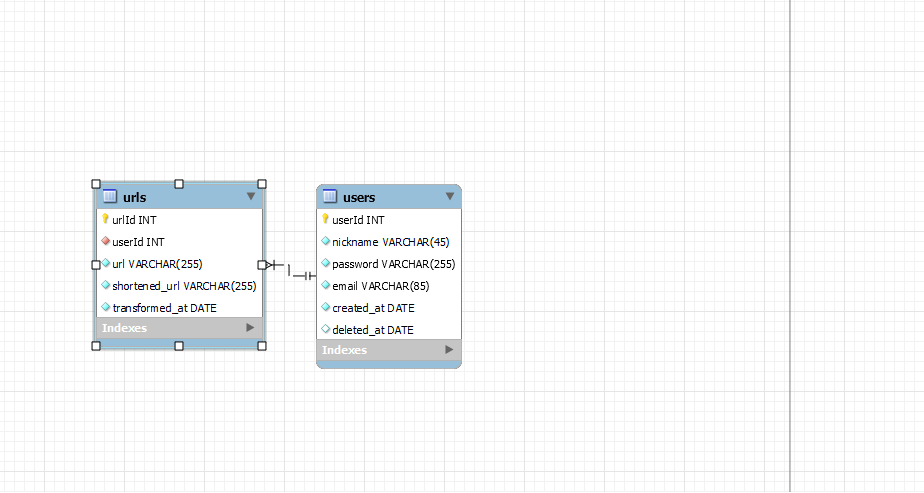 urls
urlId INT
userId INT
url VARCHAR(255)
shortened_url VARCHAR(255)
transformed_at DATE
Indexes
users
userId INT
nickname VARCHAR(45)
password VARCHAR(255)
email VARCHAR(85)
created_at DATE
deleted_at DATE
Indexes